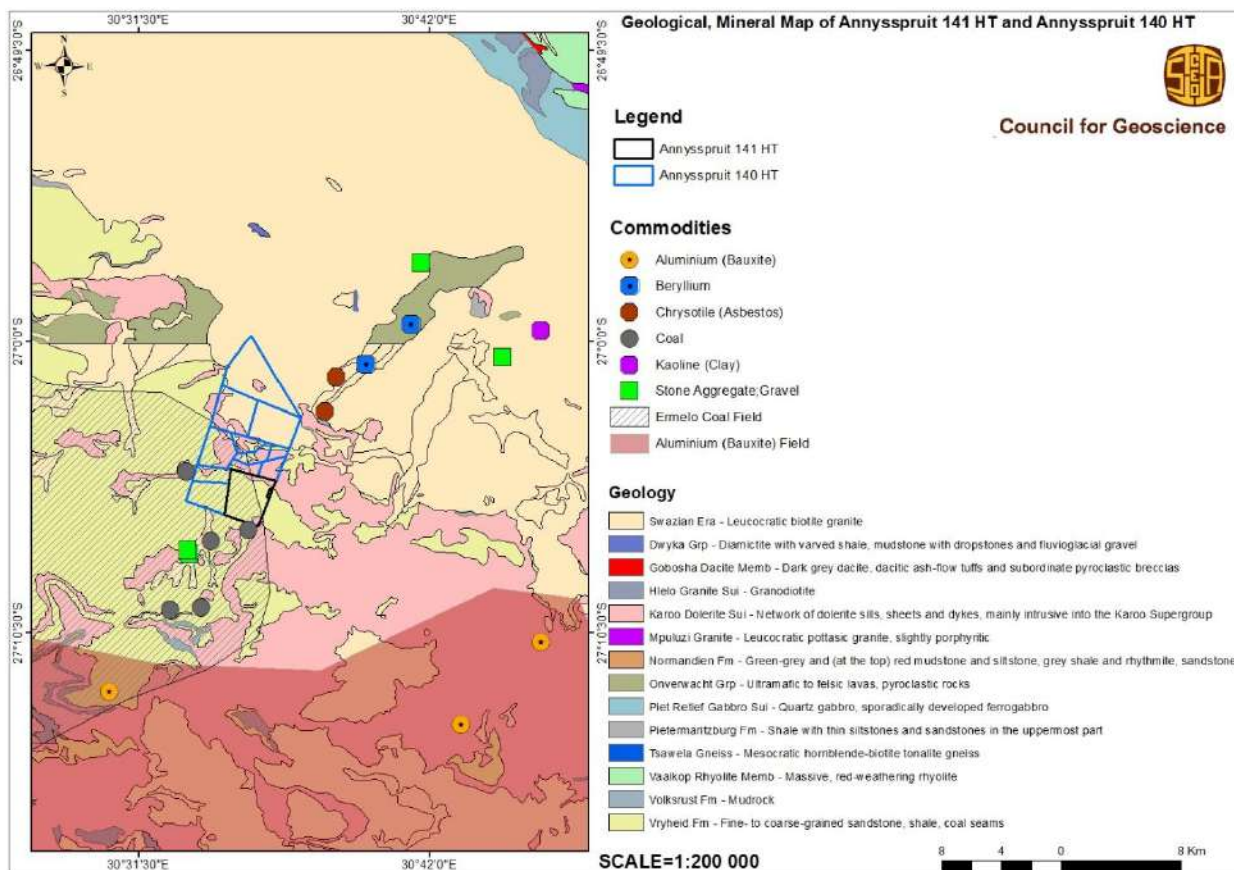 30°31'30"E 30°42'0"E
Geological, Mineral Map of Annysspruit 141 HT and Annysspruit 140 HT
26°49'30"S
26°49'30"S
N
W E
S
Council for Geoscience
Legend
Annysspruit 141 HT
Annysspruit 140 HT
Commodities
Aluminium (Bauxite)
Beryllium
Chrysotile (Asbestos)
Coal
Kaoline (Clay)
Stone Aggregate;Gravel
Ermelo Coal Field
Aluminium (Bauxite) Field
27°0'0"S
27°0'0"S
Geology
Swazian Era - Leucocratic biotite granite
Dwyka Grp - Diamictite with varved shale, mudstone with dropstones and fluvioglacial gravel
Gobosha Dacite Memb - Dark grey dacite, dacitic ash-flow tuffs and subordinate pyroclastic breccias
Hlelo Granite Sui - Granodiotite
Karoo Dolerite Sui - Network of dolerite sills, sheets and dykes, mainly intrusive into the Karoo Supergroup
Mpuluzi Granite - Leucocratic pottasic granite, slightly porphyritic
Normandien Fm - Green-grey and (at the top) red mudstone and siltstone, grey shale and rhythmite, sandstone
Onverwacht Grp - Ultramafic to felsic lavas, pyroclastic rocks
Piet Relief Gabbro Sui - Quartz gabbro, sporadically developed ferrogabbro
Pietermaritzburg Fm - Shale with thin siltstones and sandstones in the uppermost part
Tsawela Gneiss - Mesocratic hornblende-biotite tonalite gneiss
Vaalkop Rhyolite Memb - Massive, red-weathering rhyolite
Volksrust Fm - Mudrock
Vryheid Fm - Fine- to coarse-grained sandstone, shale, coal seams
27°10'30"S
27°10'30"S
30°31'30"E 30°42'0"E
SCALE=1:200 000
8 4 0 8 Km